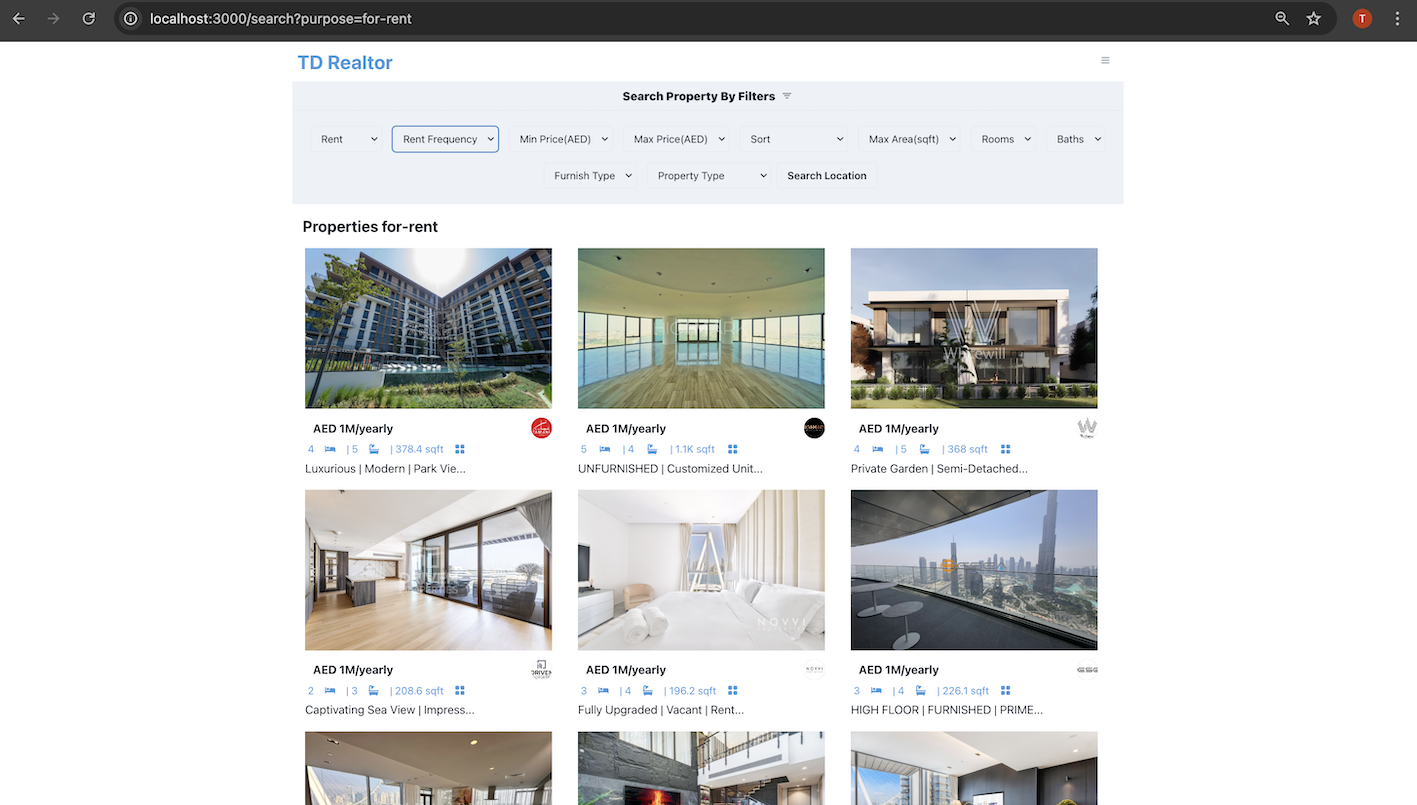 localhost:3000/search?purpose=for-rent
T
TD Realtor
Search Property By Filters
Rent
Rent Frequency
Min Price(AED)
Max Price(AED)
Sort
Max Area(sqft)
Rooms
Baths
Furnish Type
Property Type
Search Location
Properties for-rent
W
Whitewill
AED 1M/yearly
AED 1M/yearly
AED 1M/yearly
4 | 5 | 378.4 sqft
5 | 4 | 1.1K sqft
4 | 5 | 368 sqft
Luxurious | Modern | Park Vie...
UNFURNISHED | Customized Unit...
Private Garden | Semi-Detached...
NOVVI
AED 1M/yearly
DRIVEN
AED 1M/yearly
NOVVI
AED 1M/yearly
2 | 3 | 208.6 sqft
3 | 4 | 196.2 sqft
3 | 4 | 226.1 sqft
Captivating Sea View | Impress...
Fully Upgraded | Vacant | Rent...
HIGH FLOOR | FURNISHED | PRIME...